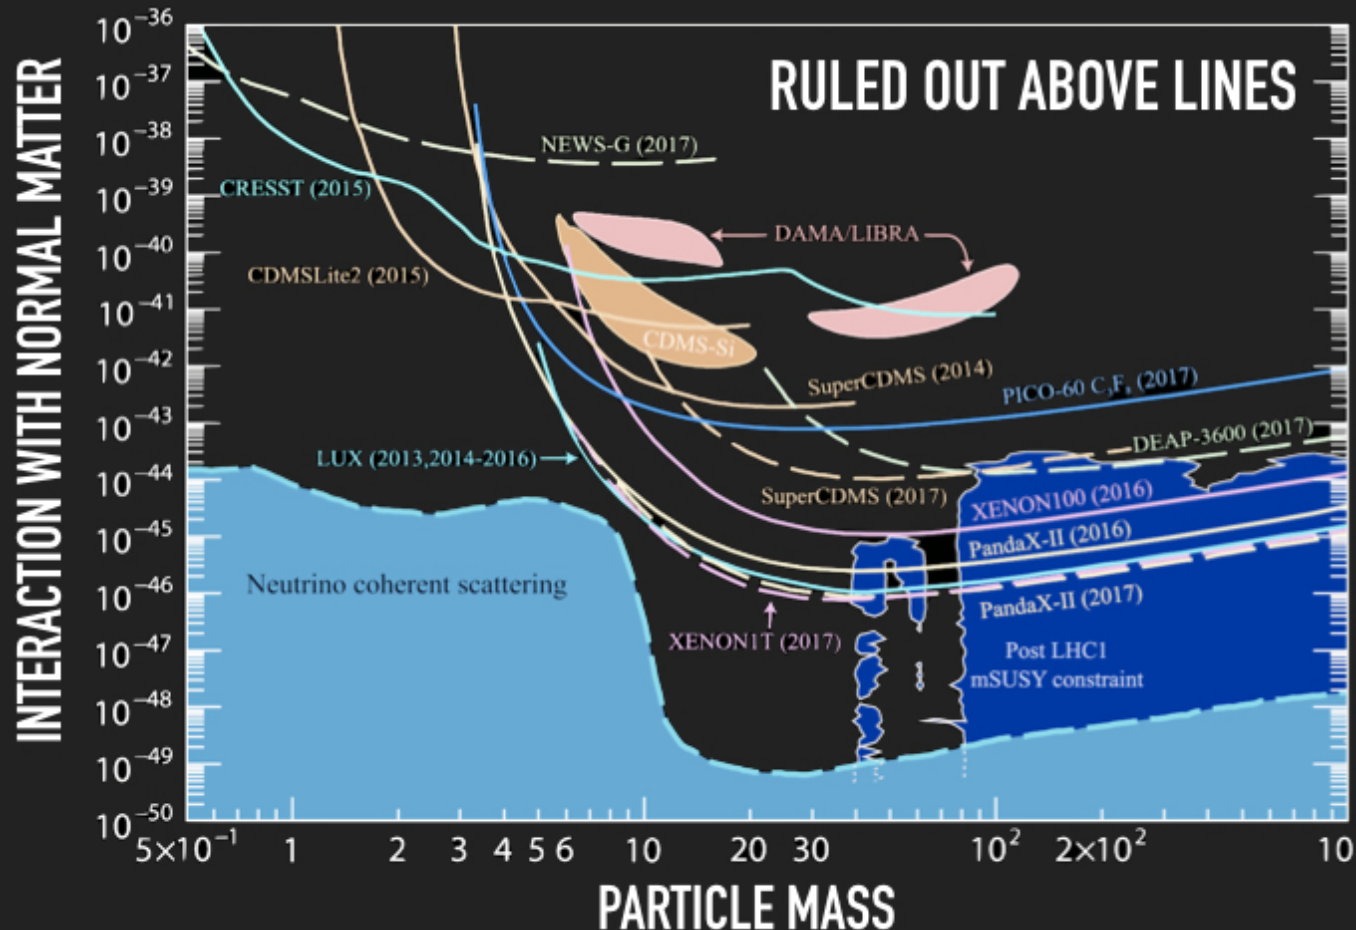 RULED OUT ABOVE LINES
INTERACTION WITH NORMAL MATTER
10⁻³⁶
10⁻³⁷
10⁻³⁸
10⁻³⁹
10⁻⁴⁰
10⁻⁴¹
10⁻⁴²
10⁻⁴³
10⁻⁴⁴
10⁻⁴⁵
10⁻⁴⁶
10⁻⁴⁷
10⁻⁴⁸
10⁻⁴⁹
10⁻⁵⁰
NEWS-G (2017)
CRESST (2015)
DAMA/LIBRA
CDMSLite2 (2015)
CDMS-Si
SuperCDMS (2014)
PICO-60 C₃F₈ (2017)
DEAP-3600 (2017)
LUX (2013,2014-2016)
SuperCDMS (2017)
XENON100 (2016)
PandaX-II (2016)
Neutrino coherent scattering
PandaX-II (2017)
XENON1T (2017)
Post LHC1
mSUSY constraint
5×10⁻¹ 1 2 3 4 5 6 10 20 30 10² 2×10² 10
PARTICLE MASS